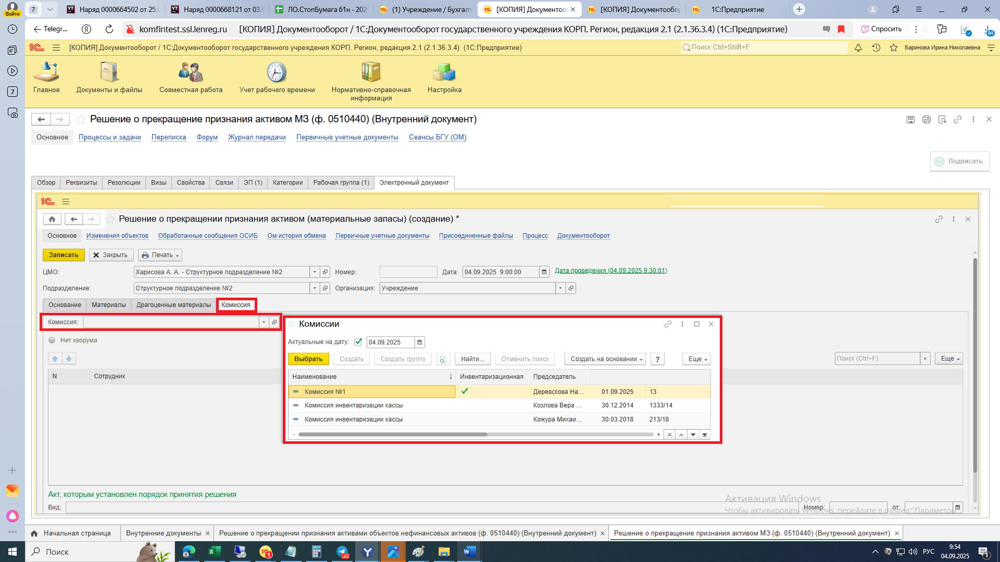 Войти
7
Наряд 0000664502 от 25.0
Наряд 0000668121 от 03.0
ЛО.СтопБумага 61н - 202
(1) Учреждение / Бухгалт
[КОПИЯ] Документооб
[КОПИЯ] Документообор
1С:Предприятие
Telegr...
komfintest.ssl.lenreg.ru
[КОПИЯ] Документооборот / 1С:Документооборот государственного учреждения КОРП. Регион, редакция 2.1 (2.1.36.3.4) (1С:Предприятие)
Спросить
84
[КОПИЯ] Документооборот / 1С:Документооборот государственного учреждения КОРП. Регион, редакция 2.1 (2.1.36.3.4) (1С:Предприятие)
Поиск Ctrl+Shift+F
Баринова Ирина Николаевна
7
Главное
Документы и файлы
Совместная работа
Учет рабочего времени
Нормативно-справочная
информация
Настройка
Решение о прекращение признания активом МЗ (ф. 0510440) (Внутренний документ)
Основное
Процессы и задачи
Переписка
Форум
Журнал передачи
Первичные учетные документы
Сеансы БГУ (ОМ)
Подписать
Обзор
Реквизиты
Резолюции
Визы
Свойства
Связи
ЭП (1)
Категории
Рабочая группа (1)
Электронный документ
Решение о прекращении признания активом (материальные запасы) (создание) *
Основное
Изменения объектов
Обработанные сообщения ОСИБ
Ом история обмена
Первичные учетные документы
Присоединенные файлы
Процесс
Документооборот
Записать
Закрыть
Печать
ЦМО:
Харисова А. А. - Структурное подразделение №2
Номер:
Дата:
04.09.2025 9:00:00
Дата проведения (04.09.2025 9:30:01)
Подразделение:
Структурное подразделение №2
Организация:
Учреждение
Основание
Материалы
Драгоценные материалы
Комиссия
Комиссия:
Нет кворума
N
Сотрудник
Поиск (Ctrl+F)
×
Еще
Комиссии
Актуальные на дату:
04.09.2025
Выбрать
Создать
Создать группу
Найти...
Отменить поиск
Создать на основании
?
Еще
Наименование
Инвентаризационная
Председатель
Комиссия №1
Деревскова На...
01.09.2025
13
Комиссия инвентаризации кассы
Козлова Вера ...
30.12.2014
1333/14
Комиссия инвентаризации кассы
Кожура Михаи...
30.03.2018
213/18
Акт, которым установлен порядок принятия решения
Вид:
Номер:
от:
Активация Windows
Чтобы активировать Windows, перейдите в раздел "Параметры".
Начальная страница
Внутренние документы
Решение о прекращении признания активами объектов нефинансовых активов (ф. 0510440) (Внутренний документ)
Решение о прекращение признания активом МЗ (ф. 0510440) (Внутренний документ)
Поиск
1
42
РУС
9:54
04.09.2025
1